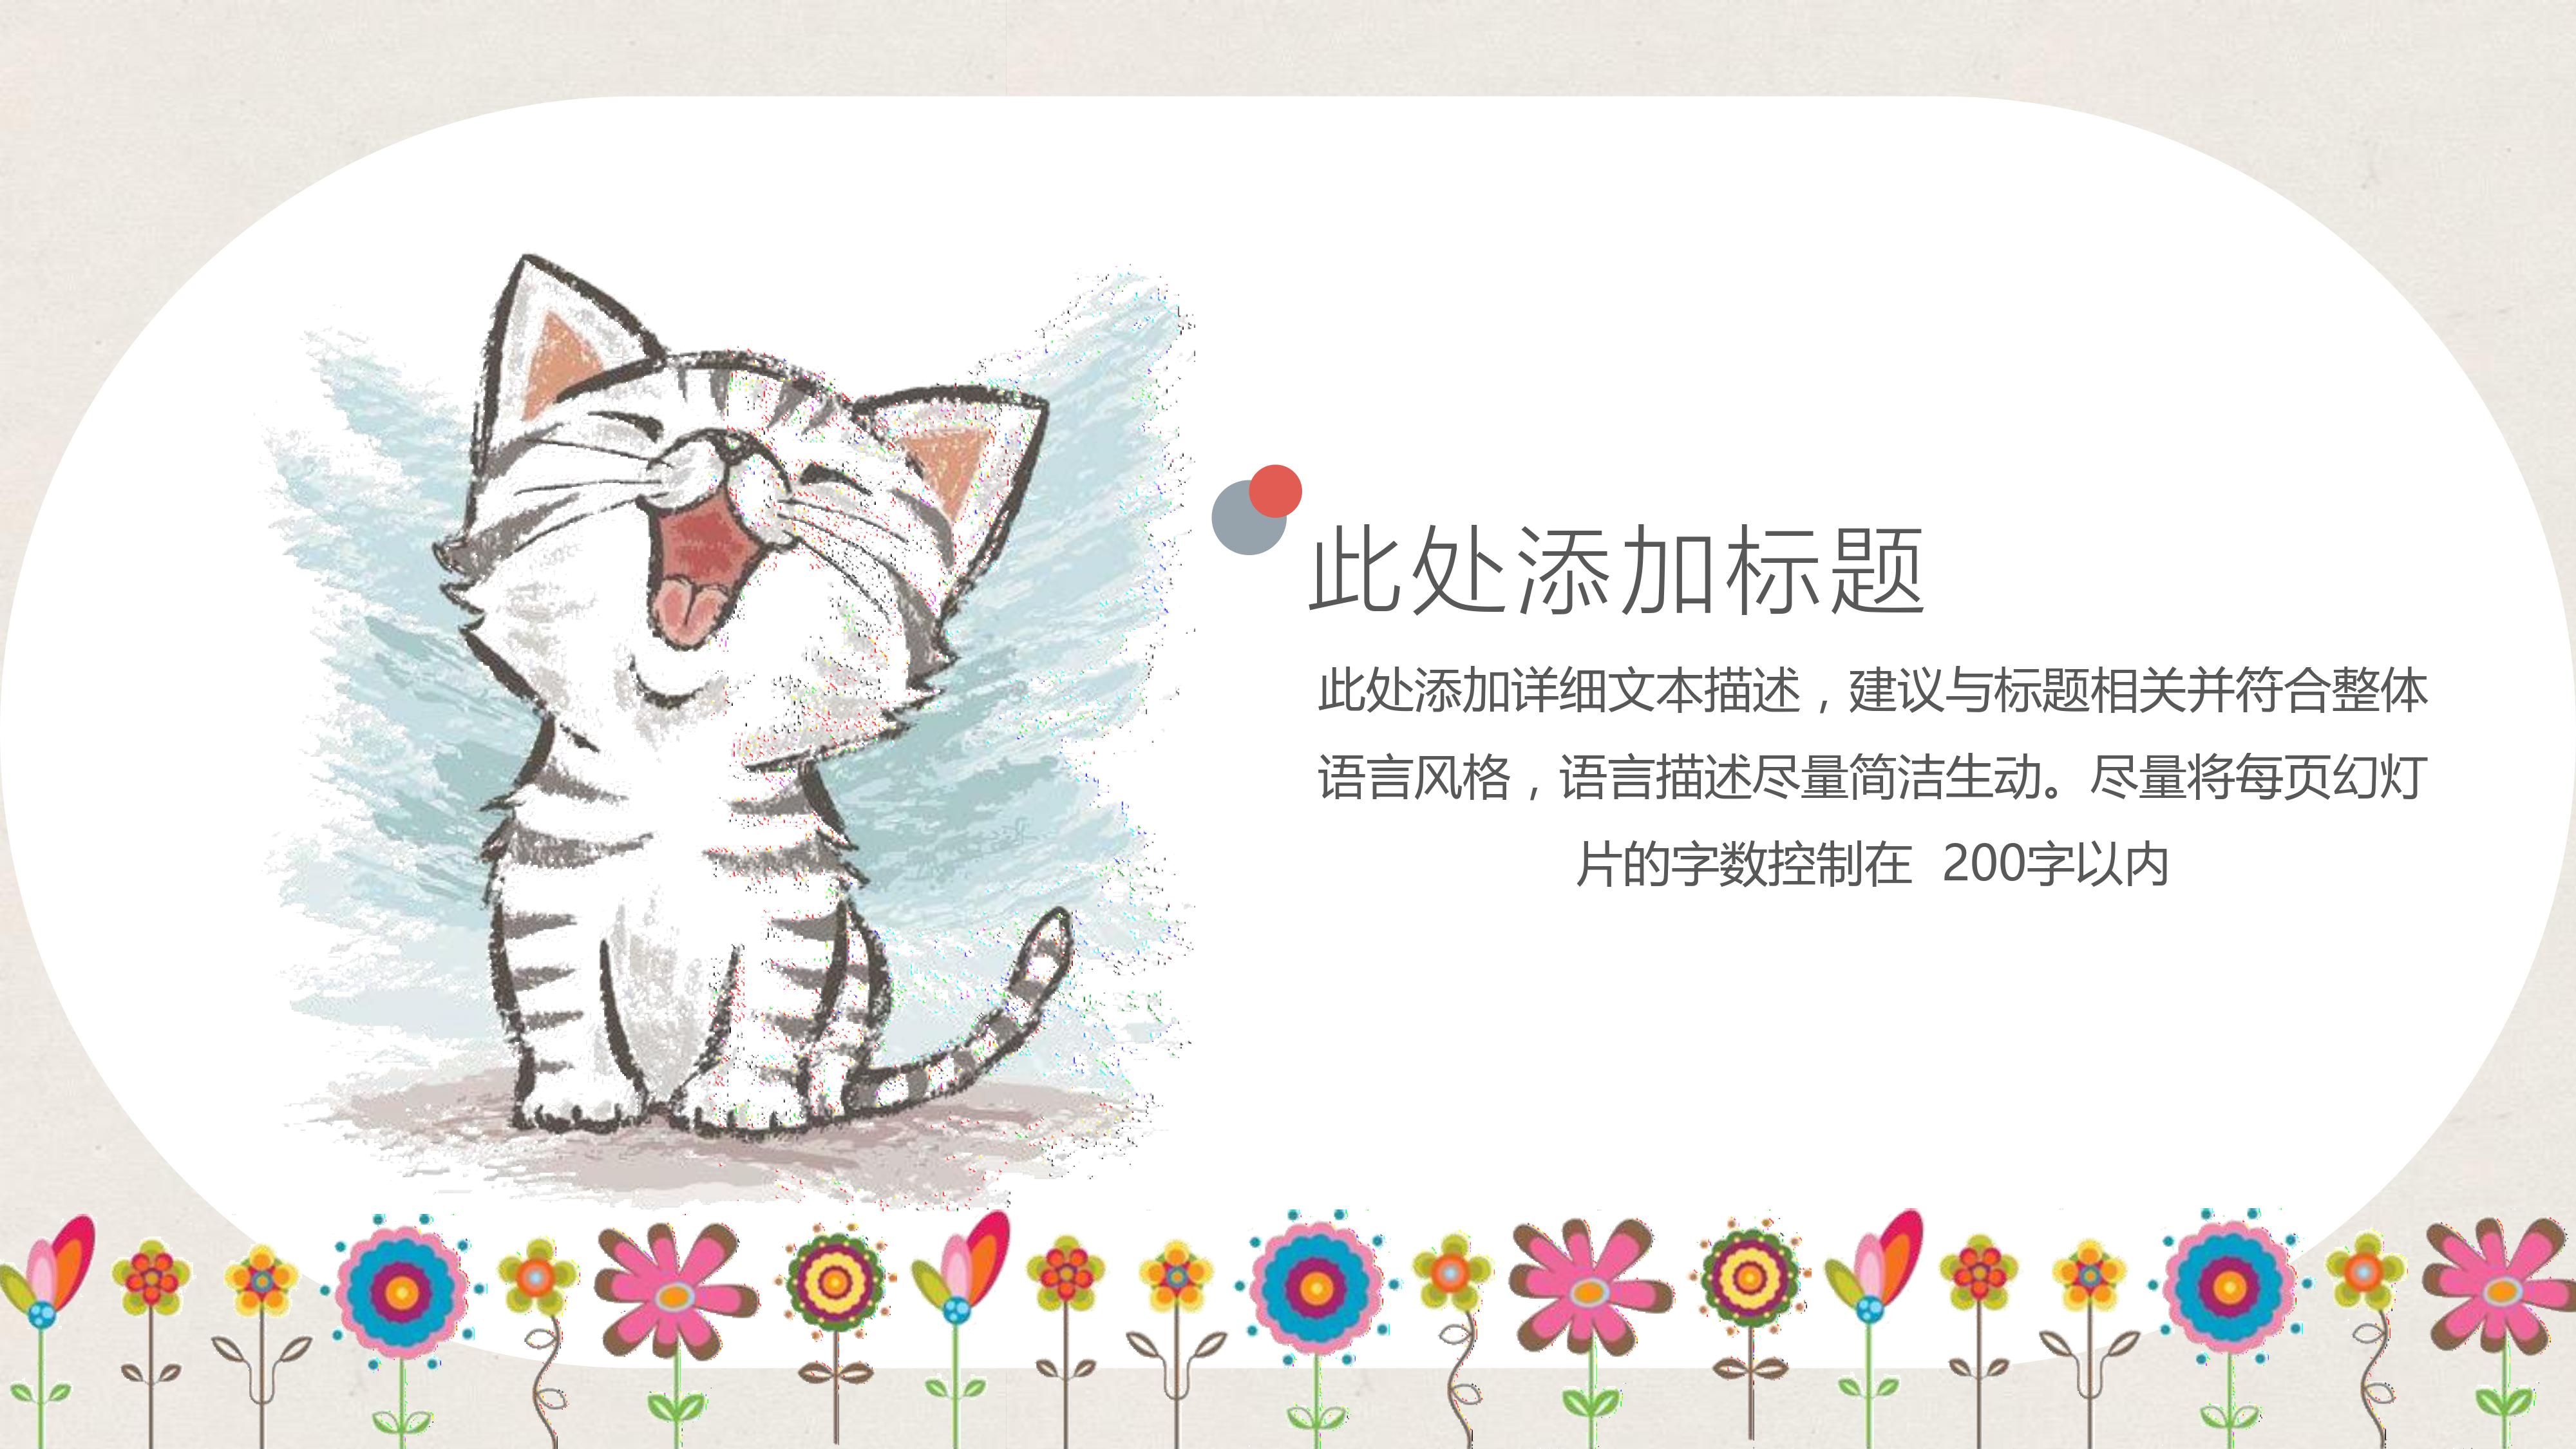 此处添加标题
此处添加详细文本描述，建议与标题相关并符合整体
语言风格，语言描述尽量简洁生动。尽量将每页幻灯
片的字数控制在 200字以内